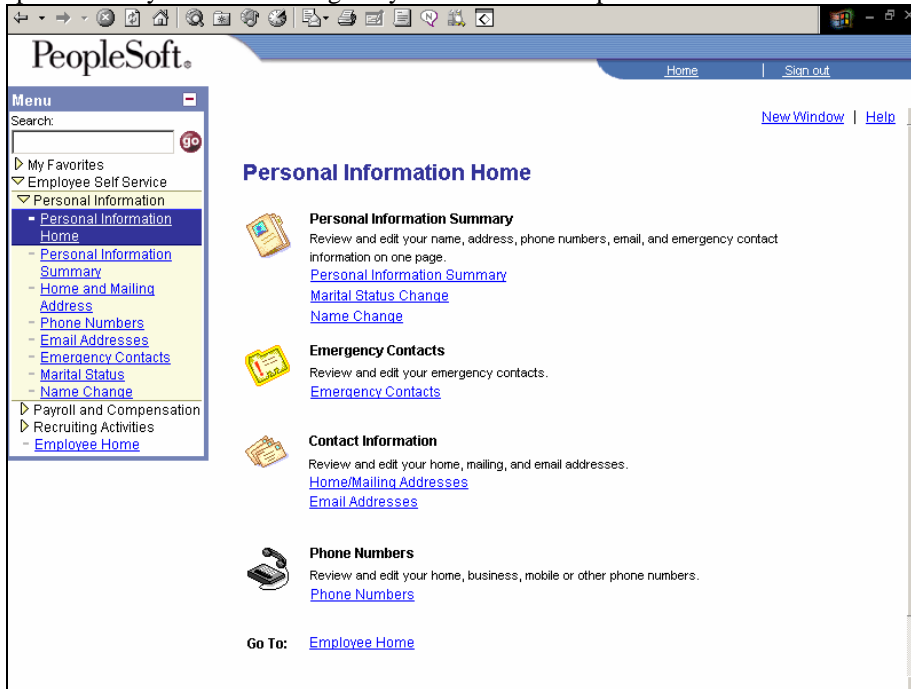 PeopleSoft®
Home | Sign out
Menu
Search:
go
My Favorites
Employee Self Service
Personal Information
Personal Information
Home
Personal Information
Summary
Home and Mailing
Address
Phone Numbers
Email Addresses
Emergency Contacts
Marital Status
Name Change
Payroll and Compensation
Recruiting Activities
Employee Home
New Window | Help
Personal Information Home
Personal Information Summary
Review and edit your name, address, phone numbers, email, and emergency contact
information on one page.
Personal Information Summary
Marital Status Change
Name Change
Emergency Contacts
Review and edit your emergency contacts.
Emergency Contacts
Contact Information
Review and edit your home, mailing, and email addresses.
Home/Mailing Addresses
Email Addresses
Phone Numbers
Review and edit your home, business, mobile or other phone numbers.
Phone Numbers
Go To: Employee Home